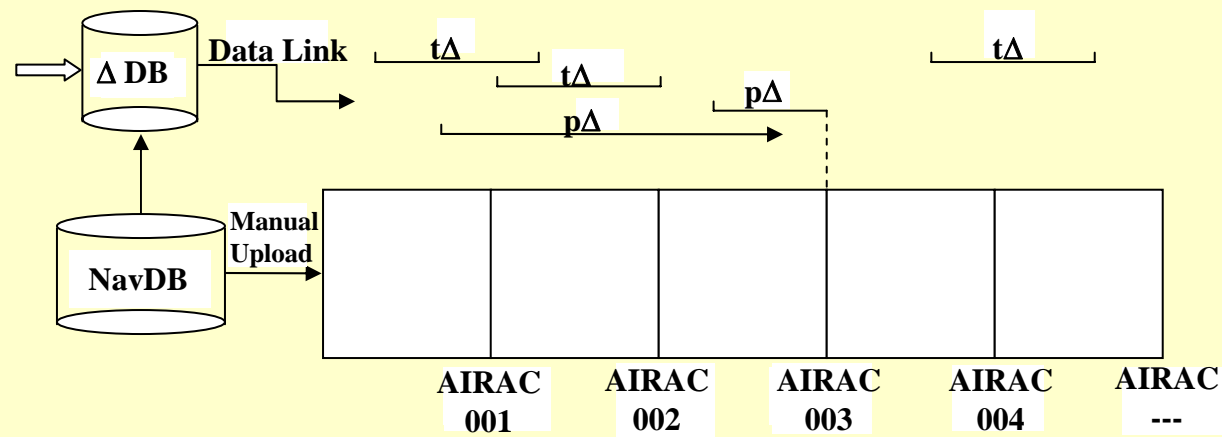 Δ DB
Data Link
tΔ
tΔ
tΔ
pΔ
pΔ
NavDB
Manual
Upload
AIRAC
001
AIRAC
002
AIRAC
003
AIRAC
004
AIRAC
---